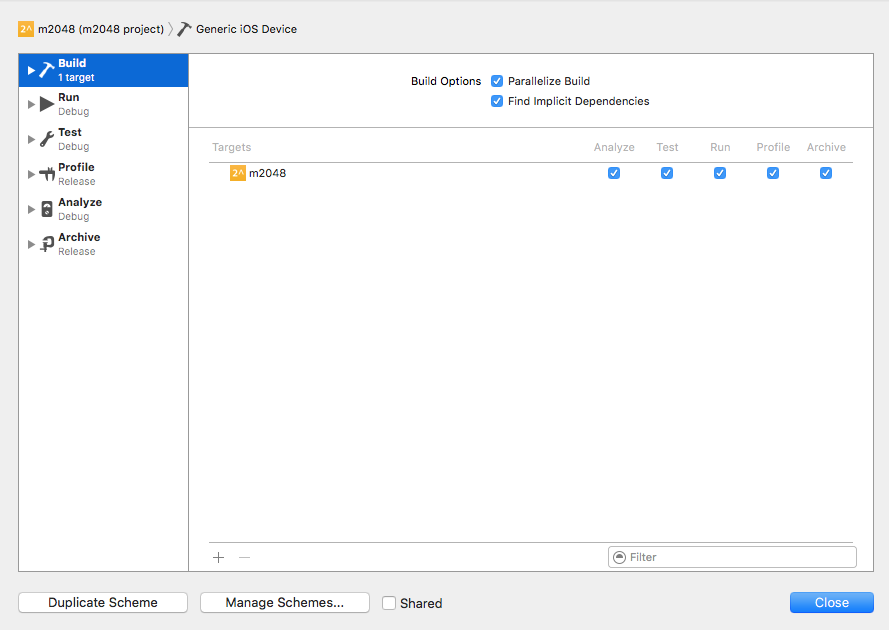 2^ m2048 (m2048 project) Generic iOS Device
Build
1 target
Run
Debug
Test
Debug
Profile
Release
Analyze
Debug
Archive
Release
Build Options Parallelize Build
Find Implicit Dependencies
Targets Analyze Test Run Profile Archive
2^ m2048
Filter
Duplicate Scheme Manage Schemes... Shared Close